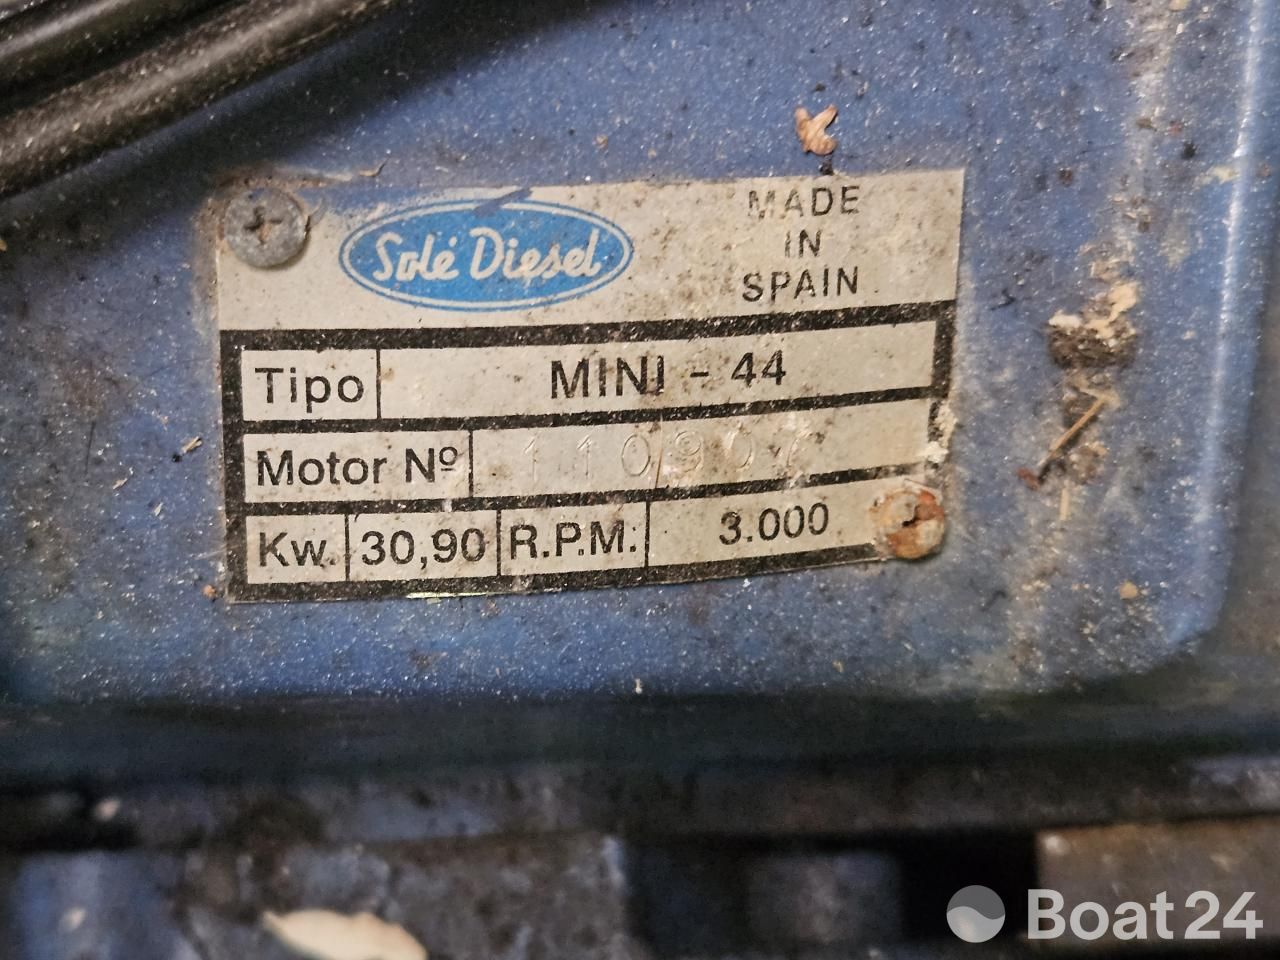 Solé Diesel
MADE
IN
SPAIN
Tipo MINI - 44
Motor Nº
Kw. 30,90 R.P.M. 3.000
Boat24